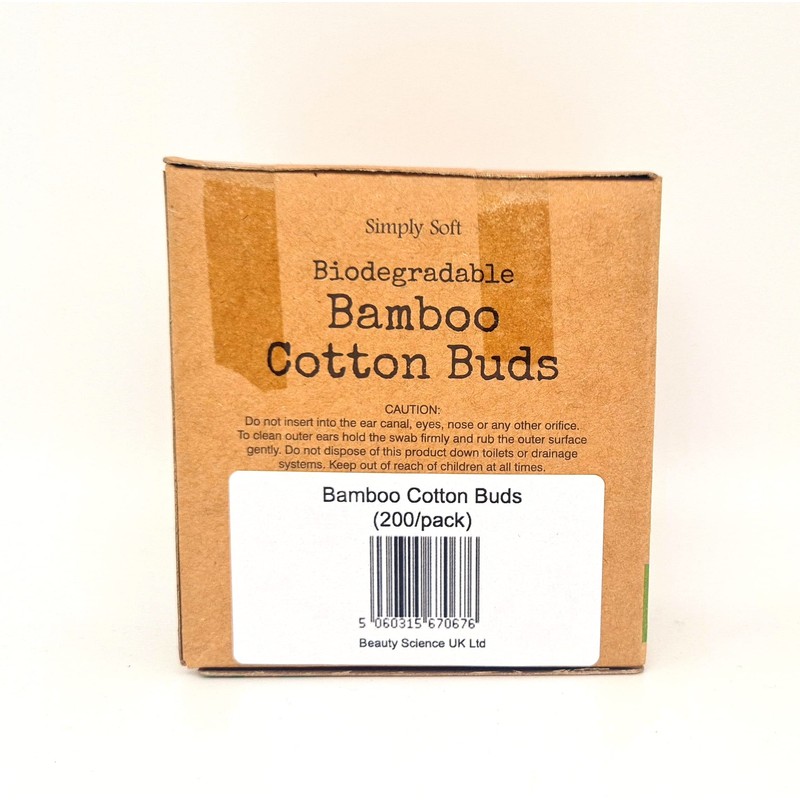 Simply Soft
Biodegradable
Bamboo
Cotton Buds
CAUTION:
Do not insert into the ear canal, eyes, nose or any other orifice.
To clean outer ears hold the swab firmly and rub the outer surface
gently. Do not dispose of this product down toilets or drainage
systems. Keep out of reach of children at all times.
Bamboo Cotton Buds
(200/pack)
5 060315 670676
Beauty Science UK Ltd